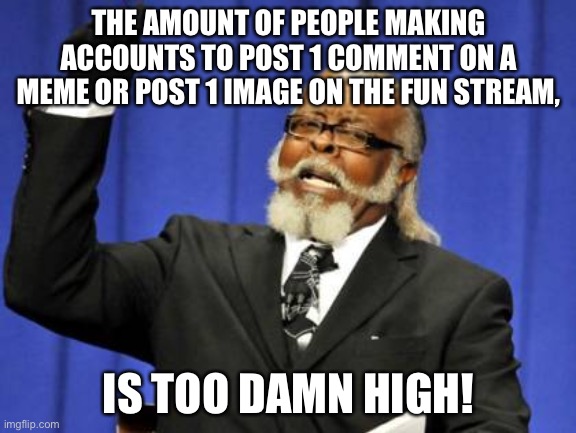 THE AMOUNT OF PEOPLE MAKING
ACCOUNTS TO POST 1 COMMENT ON A
MEME OR POST 1 IMAGE ON THE FUN STREAM,
IS TOO DAMN HIGH!
imgflip.com